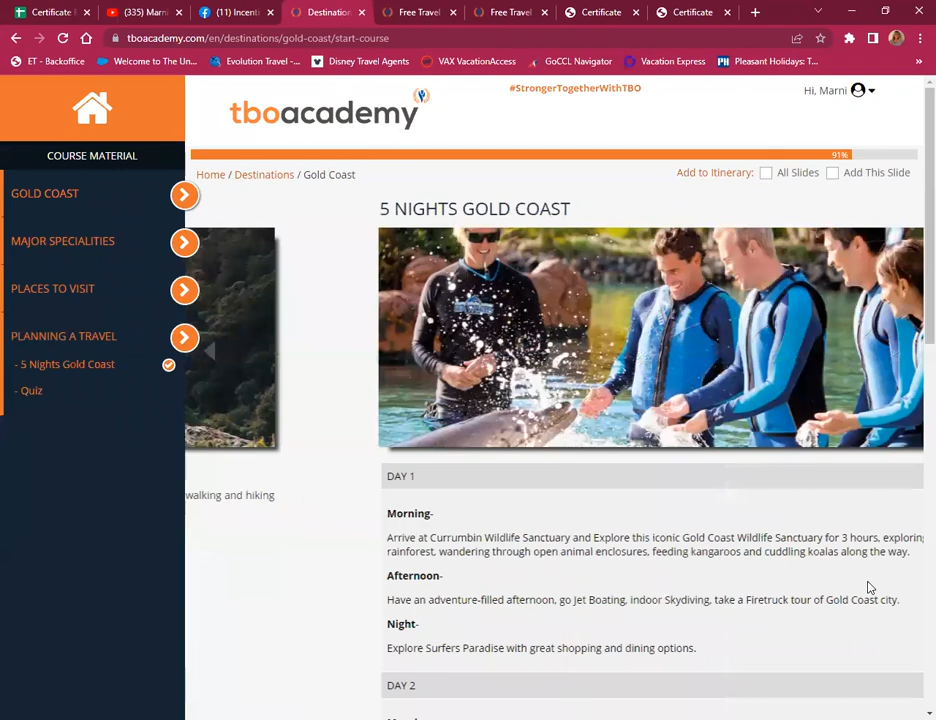 Certificate
(335) Marni
(11) Incenti
Destination
Free Travel
Free Travel
Certificate
Certificate
tboacademy.com/en/destinations/gold-coast/start-course
ET - Backoffice
Welcome to The Un...
Evolution Travel -...
Disney Travel Agents
VAX VacationAccess
GoCCL Navigator
Vacation Express
Pleasant Holidays: T...
»
tboacademy
#StrongerTogetherWithTBO
Hi, Marni
COURSE MATERIAL
91%
Home / Destinations / Gold Coast
Add to Itinerary: All Slides Add This Slide
GOLD COAST
MAJOR SPECIALITIES
PLACES TO VISIT
PLANNING A TRAVEL
- 5 Nights Gold Coast
- Quiz
walking and hiking
5 NIGHTS GOLD COAST
DAY 1
Morning-
Arrive at Currumbin Wildlife Sanctuary and Explore this iconic Gold Coast Wildlife Sanctuary for 3 hours, exploring
rainforest, wandering through open animal enclosures, feeding kangaroos and cuddling koalas along the way.
Afternoon-
Have an adventure-filled afternoon, go Jet Boating, indoor Skydiving, take a Firetruck tour of Gold Coast city.
Night-
Explore Surfers Paradise with great shopping and dining options.
DAY 2